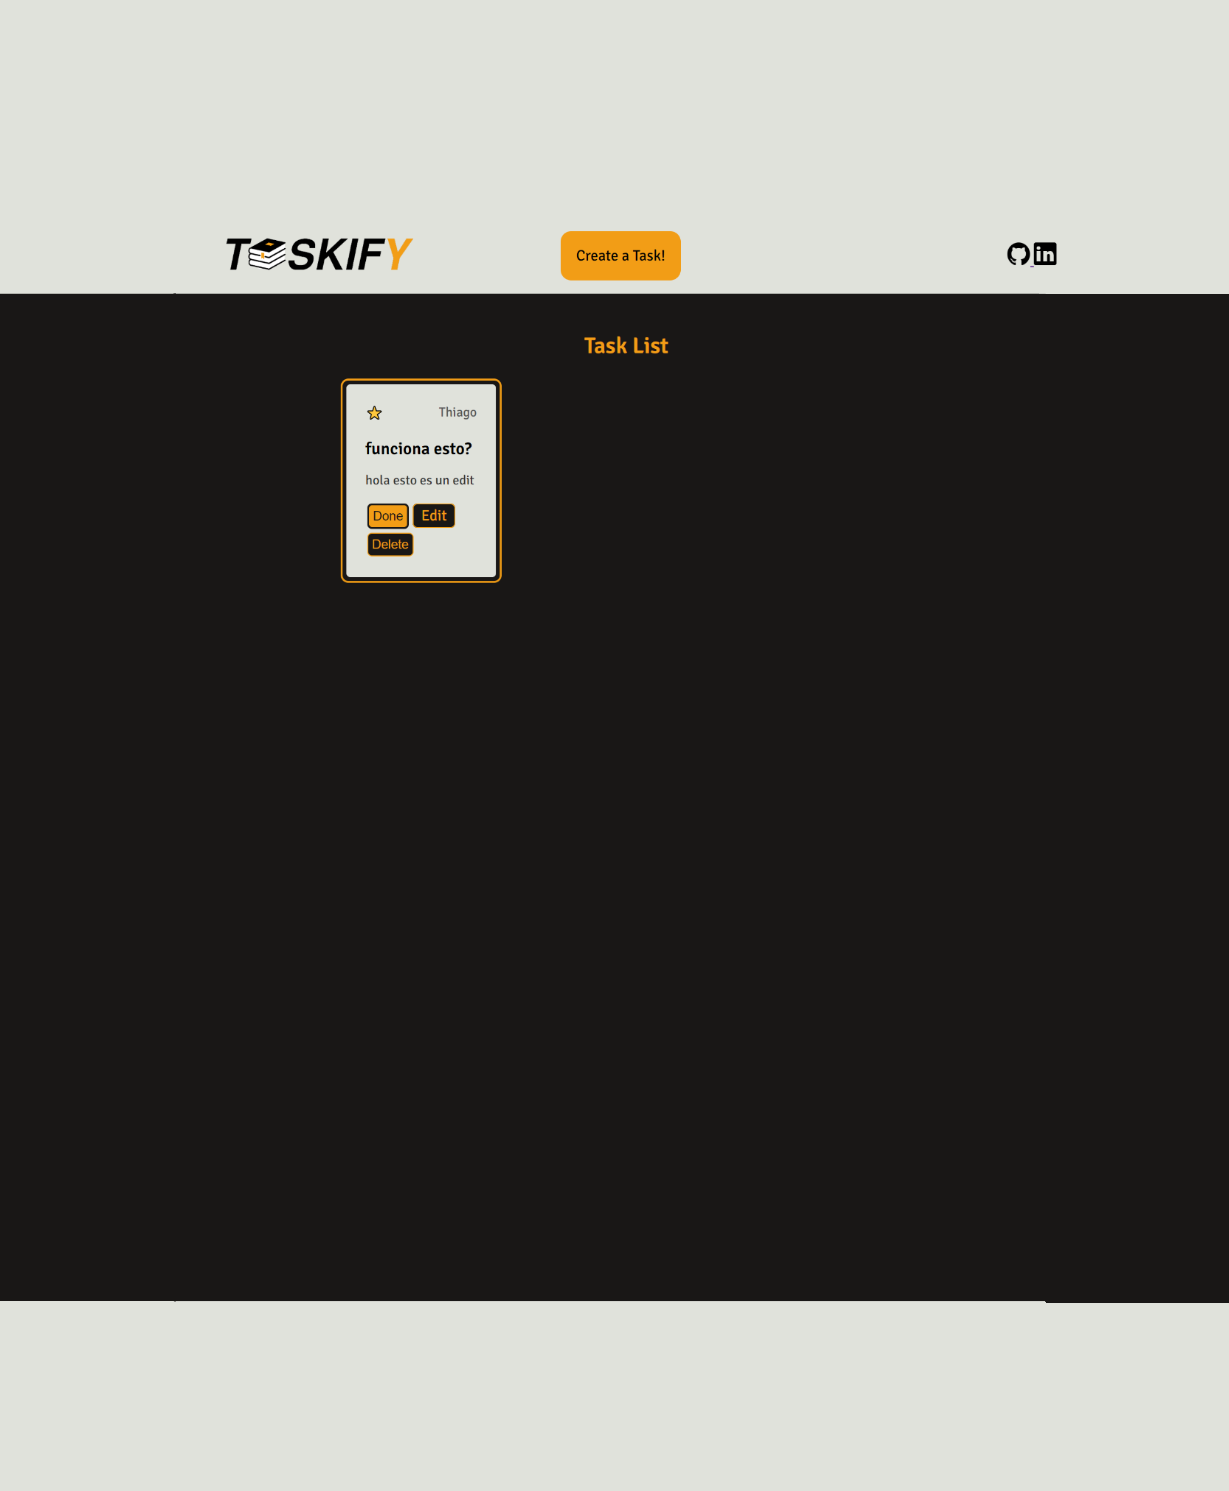 TASKIFY
Create a Task!
Task List
Thiago
funciona esto?
hola esto es un edit
Done Edit
Delete